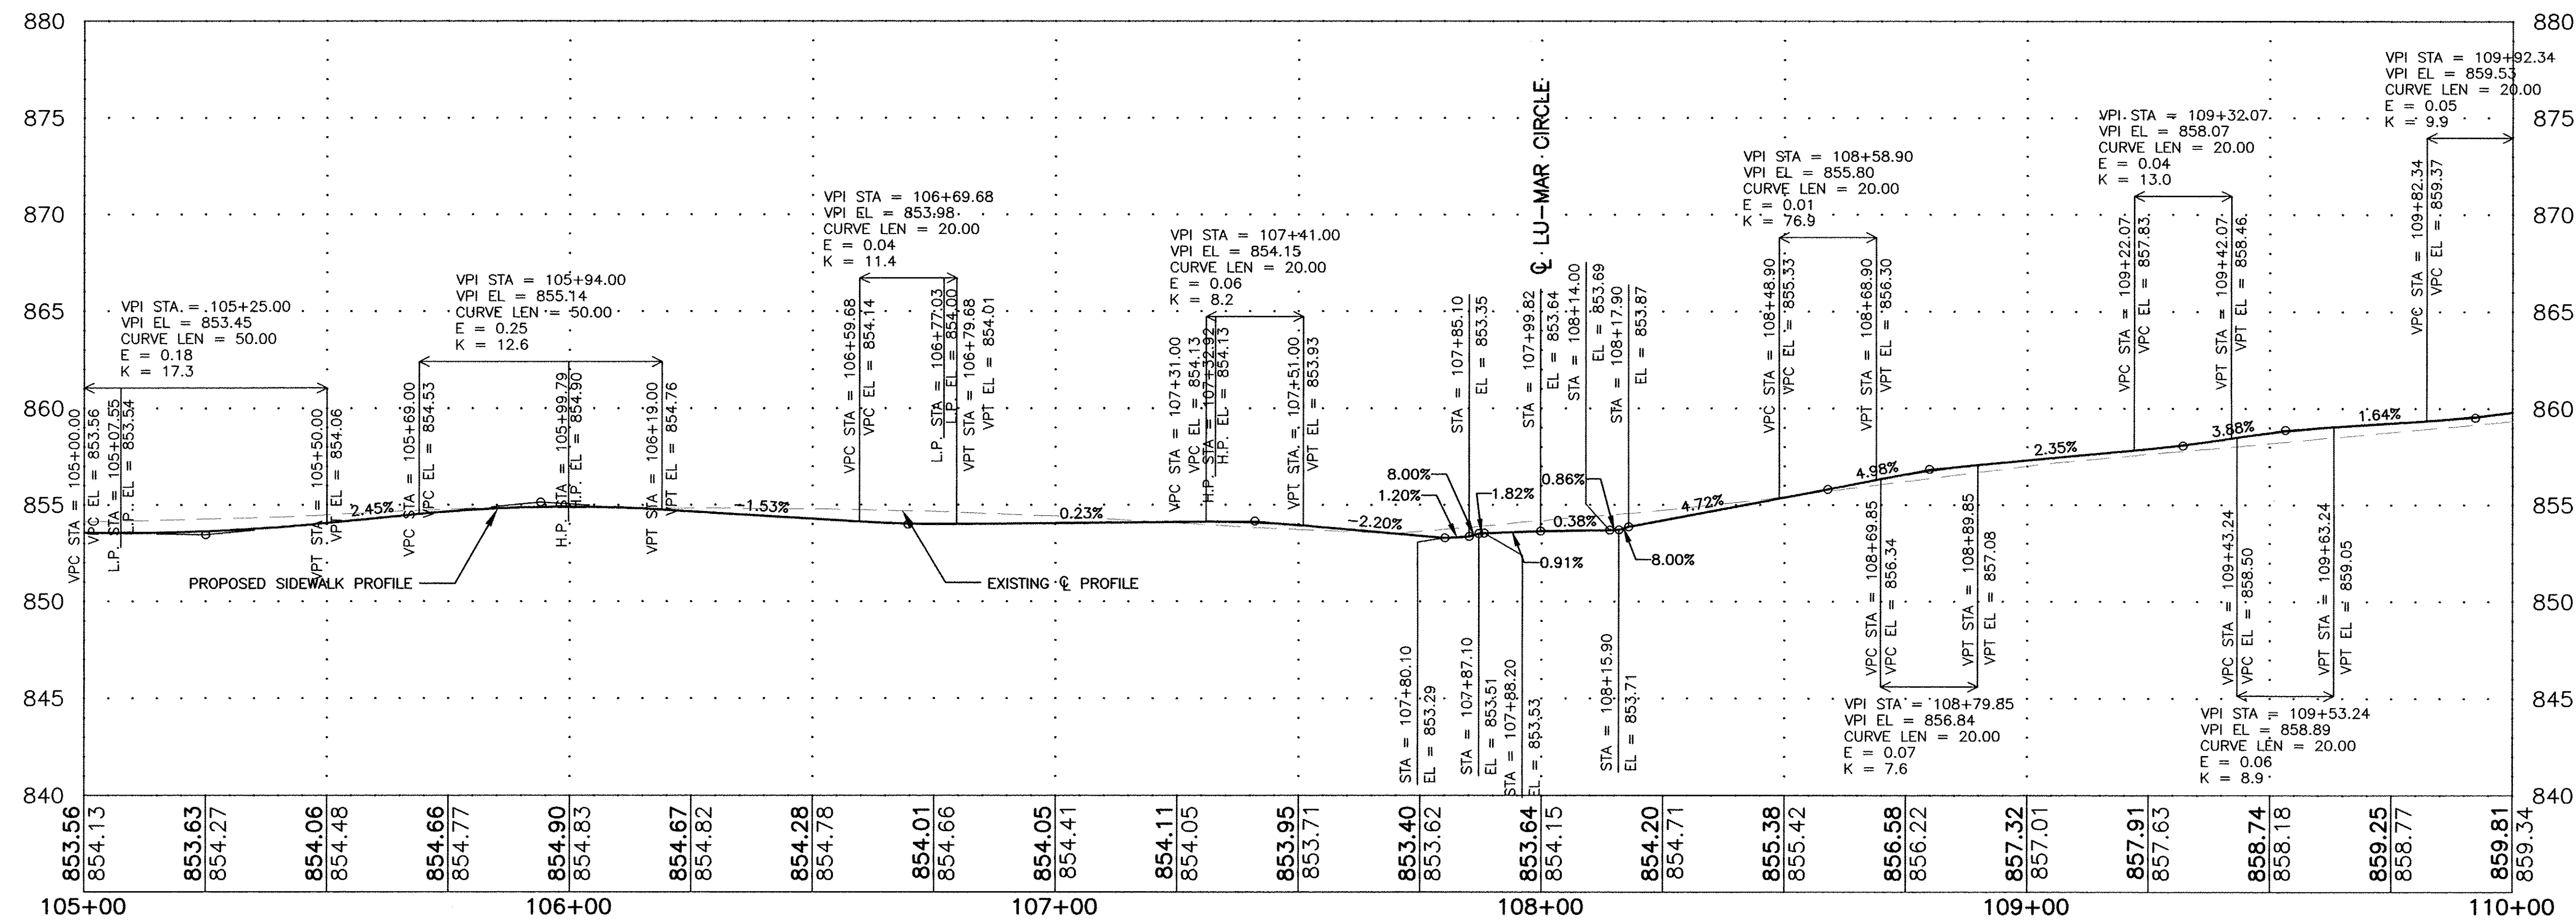 880
875
870
865
860
855
850
845
840
880
875
870
865
860
855
850
845
840
VPI STA = 105+25.00
VPI EL = 853.45
CURVE LEN = 50.00
E = 0.18
K = 17.3
VPC STA = 105+00.00
VPC EL = 853.56
L.P. STA = 105+07.55
L.P. EL = 853.54
VPT STA = 105+50.00
VPT EL = 854.06
2.45%
VPI STA = 105+94.00
VPI EL = 855.14
CURVE LEN = 50.00
E = 0.25
K = 12.6
VPC STA = 105+69.00
VPC EL = 854.53
H.P. STA = 105+99.79
H.P. EL = 854.90
VPT STA = 106+19.00
VPT EL = 854.76
-1.53%
PROPOSED SIDEWALK PROFILE
VPI STA = 106+69.68
VPI EL = 853.98
CURVE LEN = 20.00
E = 0.04
K = 11.4
VPC STA = 106+59.68
VPC EL = 854.14
L.P. STA = 106+77.03
L.P. EL = 854.00
VPT STA = 106+79.68
VPT EL = 854.01
EXISTING ℄ PROFILE
0.23%
VPI STA = 107+41.00
VPI EL = 854.15
CURVE LEN = 20.00
E = 0.06
K = 8.2
VPC STA = 107+31.00
VPC EL = 854.13
H.P. STA = 107+32.92
H.P. EL = 854.13
VPT STA = 107+51.00
VPT EL = 853.93
-2.20%
STA = 107+80.10
EL = 853.29
1.20%
STA = 107+85.10
EL = 853.35
8.00%
STA = 107+87.10
EL = 853.51
1.82%
STA = 107+88.20
EL = 853.53
0.91%
℄ LU-MAR CIRCLE
STA = 107+99.82
EL = 853.64
0.38%
STA = 108+14.00
EL = 853.69
0.86%
STA = 108+15.90
EL = 853.71
8.00%
STA = 108+17.90
EL = 853.87
4.72%
VPI STA = 108+58.90
VPI EL = 855.80
CURVE LEN = 20.00
E = 0.01
K = 76.9
VPC STA = 108+48.90
VPC EL = 855.33
VPT STA = 108+68.90
VPT EL = 856.30
4.98%
VPC STA = 108+69.85
VPC EL = 856.34
VPT STA = 108+89.85
VPT EL = 857.08
VPI STA = 108+79.85
VPI EL = 856.84
CURVE LEN = 20.00
E = 0.07
K = 7.6
2.35%
VPI STA = 109+32.07
VPI EL = 858.07
CURVE LEN = 20.00
E = 0.04
K = 13.0
VPC STA = 109+22.07
VPC EL = 857.83
VPT STA = 109+42.07
VPT EL = 858.46
3.88%
VPC STA = 109+43.24
VPC EL = 858.50
VPT STA = 109+63.24
VPT EL = 859.05
VPI STA = 109+53.24
VPI EL = 858.89
CURVE LEN = 20.00
E = 0.06
K = 8.9
1.64%
VPI STA = 109+92.34
VPI EL = 859.53
CURVE LEN = 20.00
E = 0.05
K = 9.9
VPC STA = 109+82.34
VPC EL = 859.37
853.56
854.13
853.63
854.27
854.06
854.48
854.66
854.77
854.90
854.83
854.67
854.82
854.28
854.78
854.01
854.66
854.05
854.41
854.11
854.05
853.95
853.71
853.40
853.62
853.64
854.15
854.20
854.71
855.38
855.42
856.58
856.22
857.32
857.01
857.91
857.63
858.74
858.18
859.25
858.77
859.81
859.34
105+00
106+00
107+00
108+00
109+00
110+00